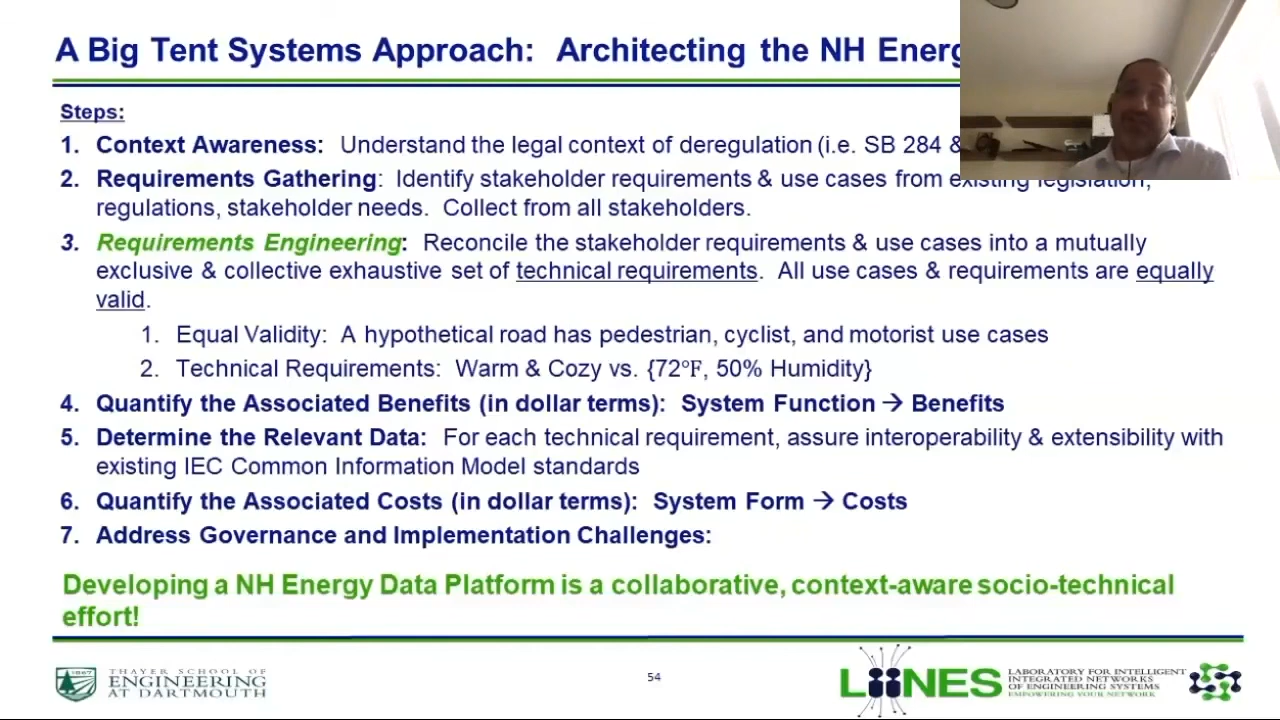 A Big Tent Systems Approach: Architecting the NH Energ
Steps:
1. Context Awareness: Understand the legal context of deregulation (i.e. SB 284 &
2. Requirements Gathering: Identify stakeholder requirements & use cases from existing legislation,
regulations, stakeholder needs. Collect from all stakeholders.
3. Requirements Engineering: Reconcile the stakeholder requirements & use cases into a mutually
exclusive & collective exhaustive set of technical requirements. All use cases & requirements are equally
valid.
1. Equal Validity: A hypothetical road has pedestrian, cyclist, and motorist use cases
2. Technical Requirements: Warm & Cozy vs. {72°F, 50% Humidity}
4. Quantify the Associated Benefits (in dollar terms): System Function → Benefits
5. Determine the Relevant Data: For each technical requirement, assure interoperability & extensibility with
existing IEC Common Information Model standards
6. Quantify the Associated Costs (in dollar terms): System Form → Costs
7. Address Governance and Implementation Challenges:
Developing a NH Energy Data Platform is a collaborative, context-aware socio-technical
effort!
1867
THAYER SCHOOL OF
ENGINEERING
AT DARTMOUTH
54
LIINES
LABORATORY FOR INTELLIGENT
INTEGRATED NETWORKS
OF ENGINEERING SYSTEMS
EMPOWERING YOUR NETWORK